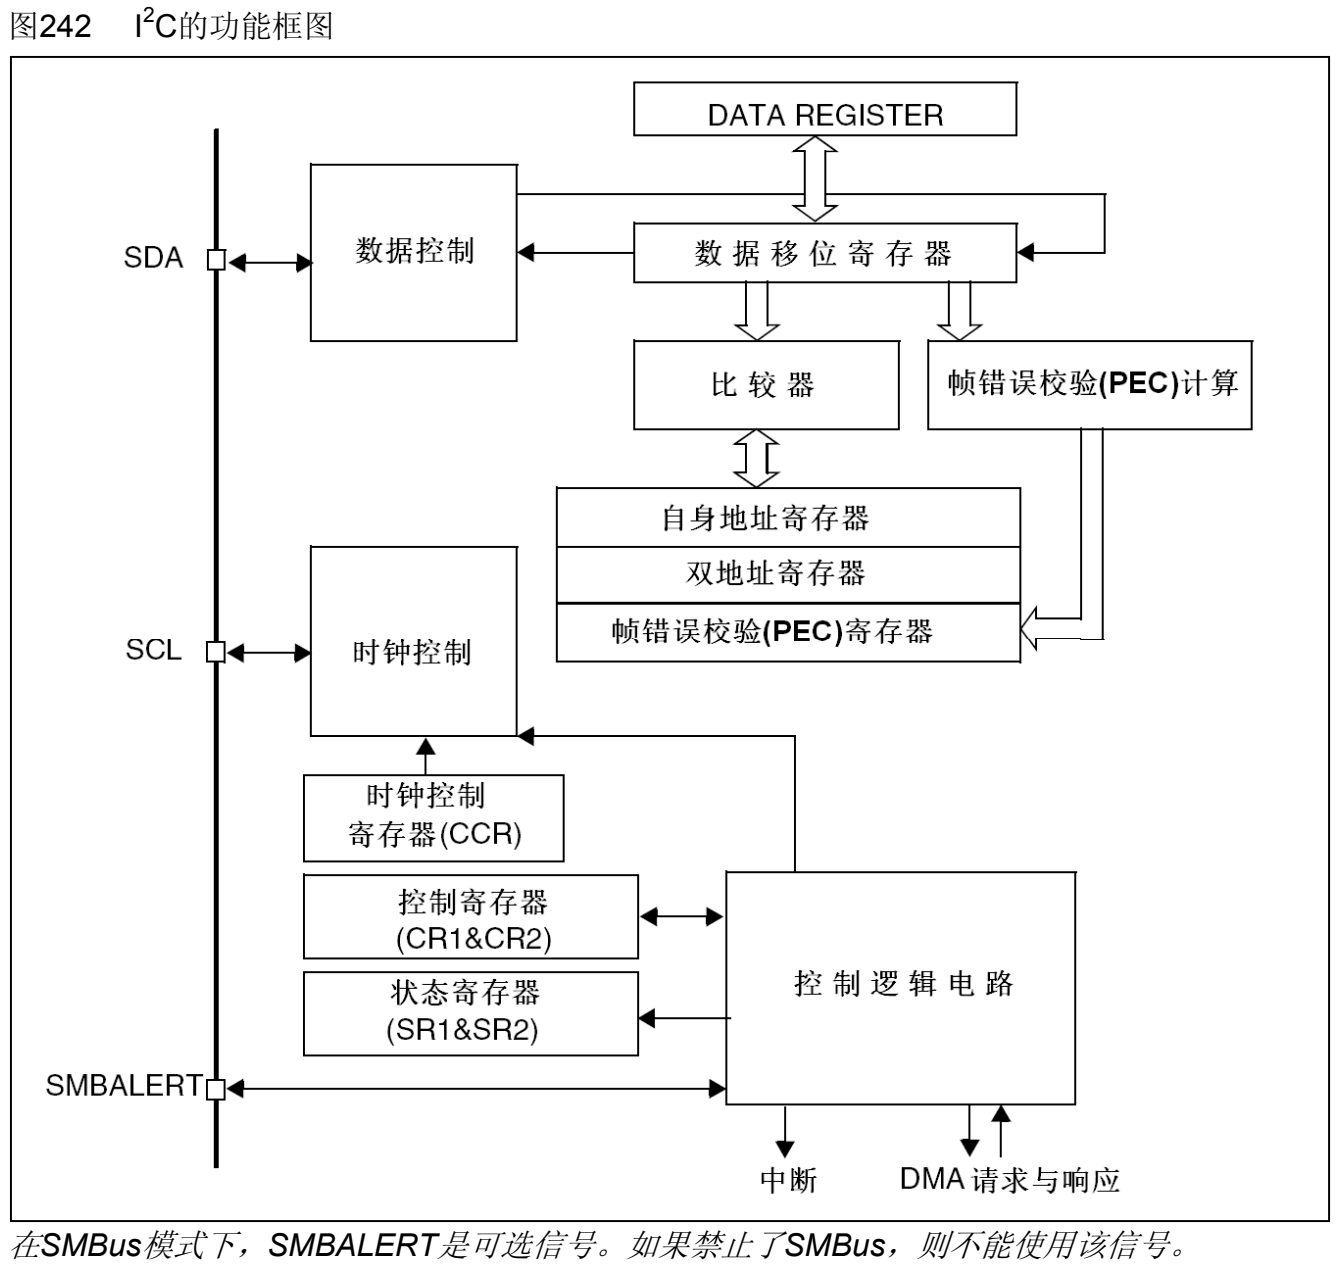 图242 I²C的功能框图
DATA REGISTER
数据控制
SDA
数据移位寄存器
比较器
帧错误校验(PEC)计算
自身地址寄存器
双地址寄存器
帧错误校验(PEC)寄存器
SCL
时钟控制
时钟控制
寄存器(CCR)
控制寄存器
(CR1&CR2)
控制逻辑电路
状态寄存器
(SR1&SR2)
SMBALERT
中断
DMA 请求与响应
在SMBus模式下，SMBALERT是可选信号。如果禁止了SMBus，则不能使用该信号。